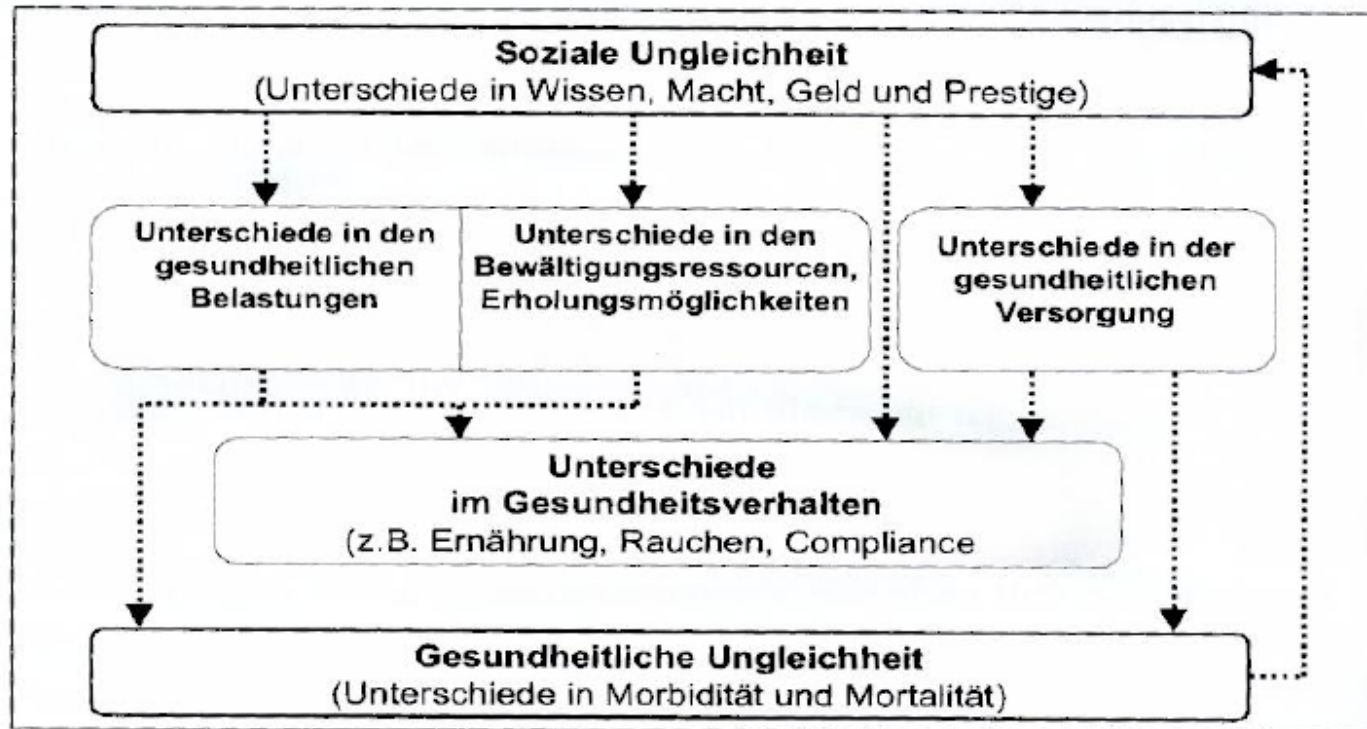 Soziale Ungleichheit
(Unterschiede in Wissen, Macht, Geld und Prestige)
Unterschiede in den
gesundheitlichen
Belastungen
Unterschiede in den
Bewältigungsressourcen,
Erholungsmöglichkeiten
Unterschiede in der
gesundheitlichen
Versorgung
Unterschiede
im Gesundheitsverhalten
(z.B. Ernährung, Rauchen, Compliance
Gesundheitliche Ungleichheit
(Unterschiede in Morbidität und Mortalität)